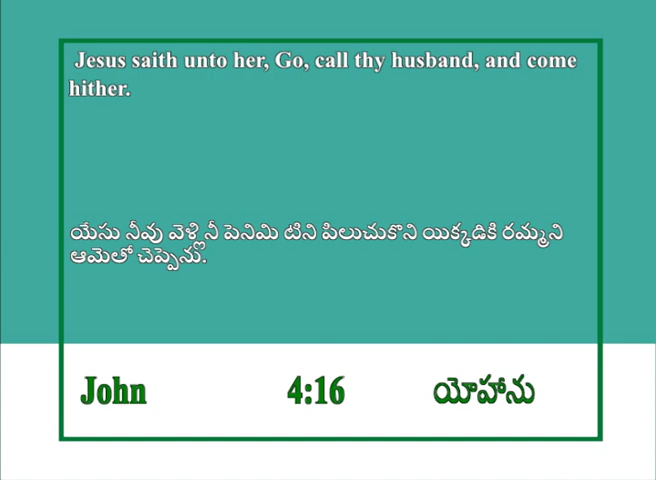 Jesus saith unto her, Go, call thy husband, and come
hither.
యేసు నీవు వెళ్లి నీ పెనిమి టిని పిలుచుకొని యిక్కడికి రమ్మని
ఆమెలో చెప్పెను.
John 4:16 యోహాను